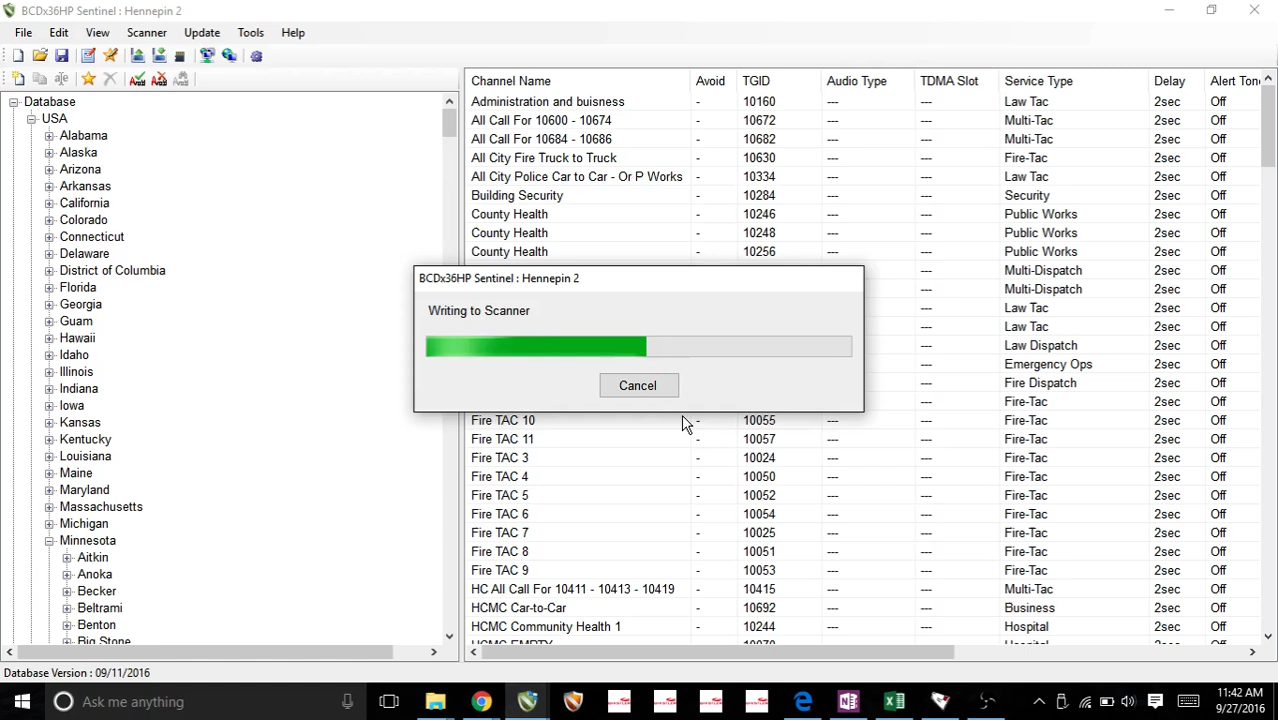 BCDx36HP Sentinel : Hennepin 2
File Edit View Scanner Update Tools Help
Database
USA
Alabama
Alaska
Arizona
Arkansas
California
Colorado
Connecticut
Delaware
District of Columbia
Florida
Georgia
Guam
Hawaii
Idaho
Illinois
Indiana
Iowa
Kansas
Kentucky
Louisiana
Maine
Maryland
Massachusetts
Michigan
Minnesota
Aitkin
Anoka
Becker
Beltrami
Benton
Big Stone
Channel Name Avoid TGID Audio Type TDMA Slot Service Type Delay Alert Tone
Administration and buisness - 10160 --- --- Law Tac 2sec Off
All Call For 10600 - 10674 - 10672 --- --- Multi-Tac 2sec Off
All Call For 10684 - 10686 - 10682 --- --- Multi-Tac 2sec Off
All City Fire Truck to Truck - 10630 --- --- Fire-Tac 2sec Off
All City Police Car to Car - Or P Works - 10334 --- --- Law Tac 2sec Off
Building Security - 10284 --- --- Security 2sec Off
County Health - 10246 --- --- Public Works 2sec Off
County Health - 10248 --- --- Public Works 2sec Off
County Health - 10256 --- --- Public Works 2sec Off
Multi-Dispatch 2sec Off
Multi-Dispatch 2sec Off
Law Tac 2sec Off
Law Tac 2sec Off
Law Dispatch 2sec Off
Emergency Ops 2sec Off
Fire Dispatch 2sec Off
Fire-Tac 2sec Off
Fire TAC 10 - 10055 --- --- Fire-Tac 2sec Off
Fire TAC 11 - 10057 --- --- Fire-Tac 2sec Off
Fire TAC 3 - 10024 --- --- Fire-Tac 2sec Off
Fire TAC 4 - 10050 --- --- Fire-Tac 2sec Off
Fire TAC 5 - 10052 --- --- Fire-Tac 2sec Off
Fire TAC 6 - 10054 --- --- Fire-Tac 2sec Off
Fire TAC 7 - 10025 --- --- Fire-Tac 2sec Off
Fire TAC 8 - 10051 --- --- Fire-Tac 2sec Off
Fire TAC 9 - 10053 --- --- Fire-Tac 2sec Off
HC All Call For 10411 - 10413 - 10419 - 10415 --- --- Multi-Tac 2sec Off
HCMC Car-to-Car - 10692 --- --- Business 2sec Off
HCMC Community Health 1 - 10244 --- --- Hospital 2sec Off
HCMC EMPTY - --- --- Hospital 2sec Off
BCDx36HP Sentinel : Hennepin 2
Writing to Scanner
Cancel
Database Version : 09/11/2016
Ask me anything
11:42 AM
9/27/2016